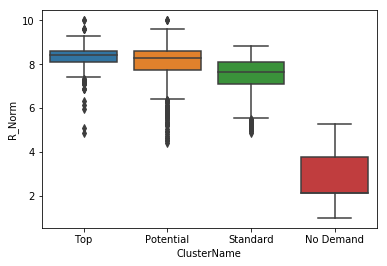 10
8
6
4
2
R_Norm
Top Potential Standard No Demand
ClusterName